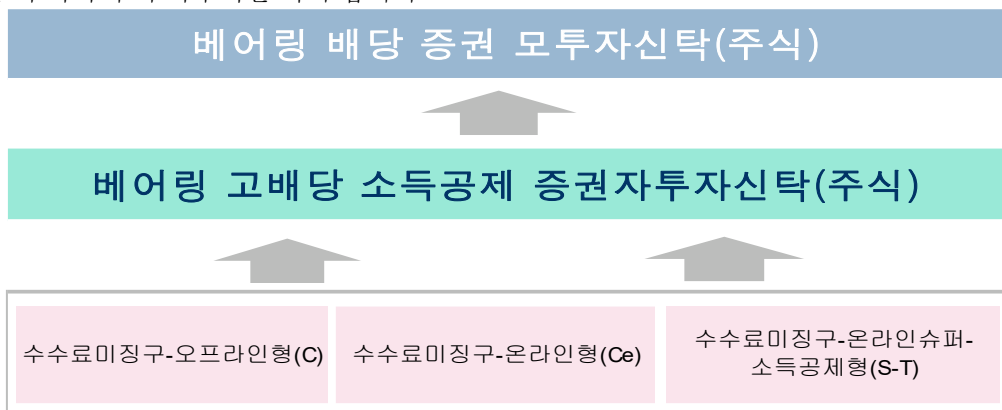 베어링 배당 증권 모투자신탁(주식)
베어링 고배당 소득공제 증권자투자신탁(주식)
수수료미징구-오프라인형(C)
수수료미징구-온라인형(Ce)
수수료미징구-온라인슈퍼-
소득공제형(S-T)